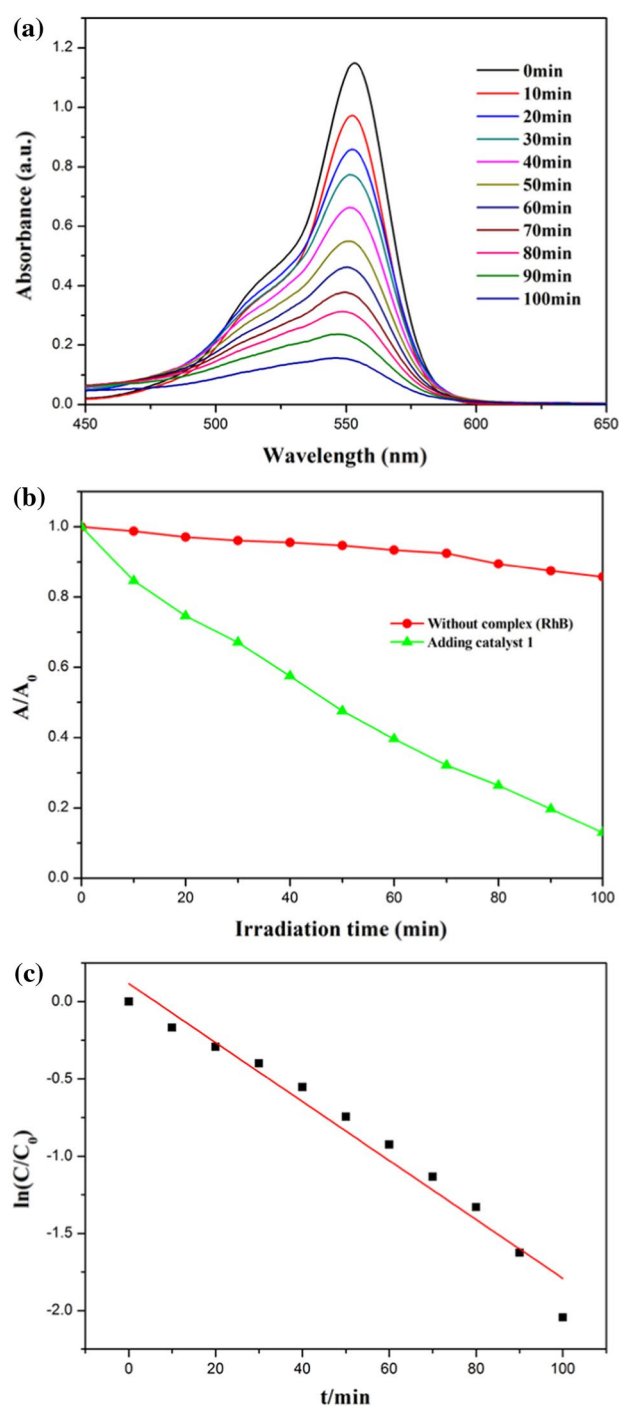 (a)
1.2
1.0
0.8
0.6
0.4
0.2
0.0
Absorbance (a.u.)
0min
10min
20min
30min
40min
50min
60min
70min
80min
90min
100min
450 500 550 600 650
Wavelength (nm)
(b)
1.0
0.8
0.6
0.4
0.2
0.0
A/A0
Without complex (RhB)
Adding catalyst 1
0 20 40 60 80 100
Irradiation time (min)
(c)
0.0
-0.5
-1.0
-1.5
-2.0
ln(C/C0)
0 20 40 60 80 100
t/min